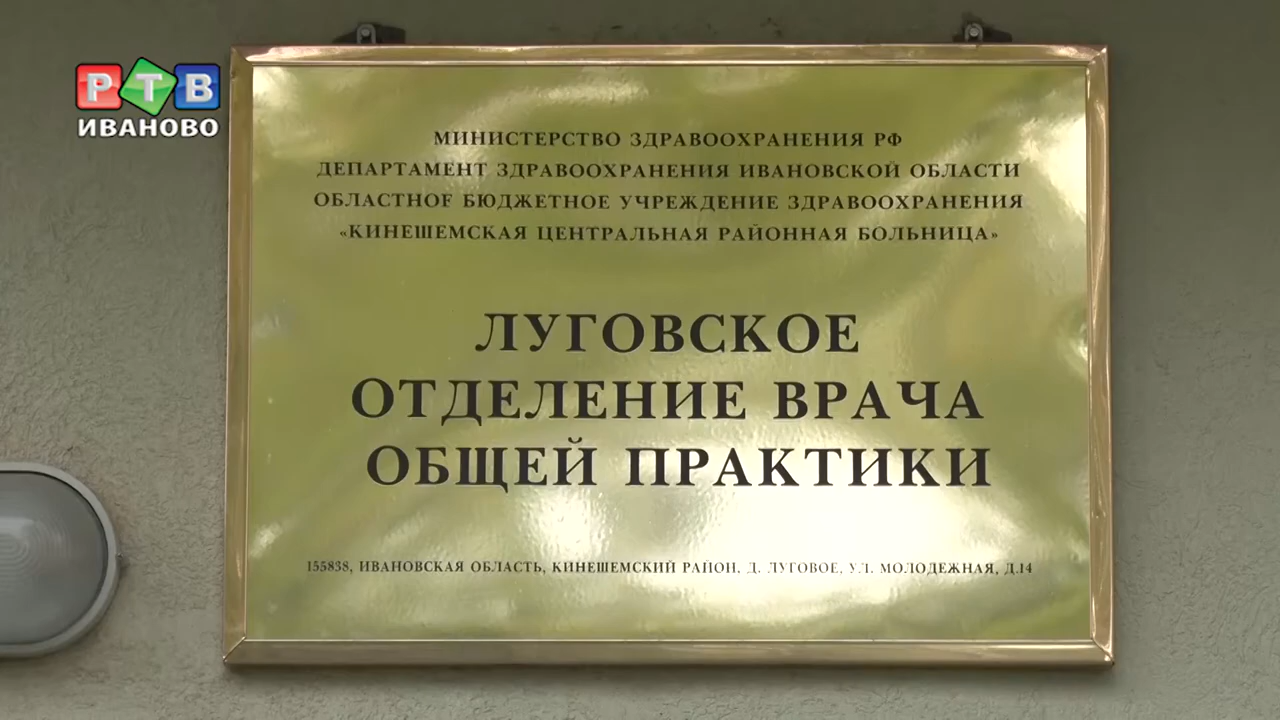 РТВ
ИВАНОВО
МИНИСТЕРСТВО ЗДРАВООХРАНЕНИЯ РФ
ДЕПАРТАМЕНТ ЗДРАВООХРАНЕНИЯ ИВАНОВСКОЙ ОБЛАСТИ
ОБЛАСТНОЕ БЮДЖЕТНОЕ УЧРЕЖДЕНИЕ ЗДРАВООХРАНЕНИЯ
«КИНЕШЕМСКАЯ ЦЕНТРАЛЬНАЯ РАЙОННАЯ БОЛЬНИЦА»
ЛУГОВСКОЕ
ОТДЕЛЕНИЕ ВРАЧА
ОБЩЕЙ ПРАКТИКИ
155838, ИВАНОВСКАЯ ОБЛАСТЬ, КИНЕШЕМСКИЙ РАЙОН, Д. ЛУГОВОЕ, УЛ. МОЛОДЕЖНАЯ, Д.14